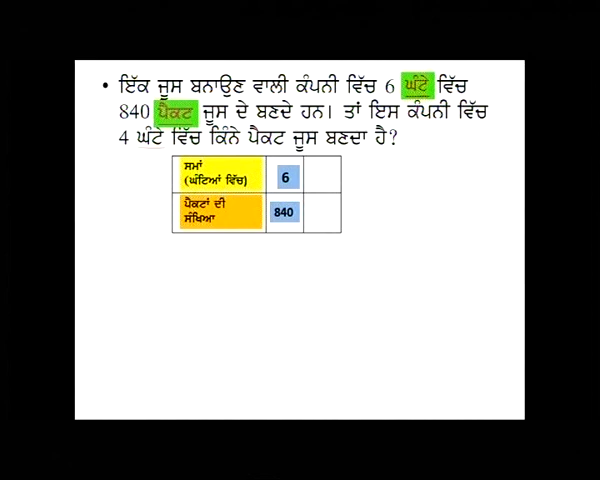 • ਇੱਕ ਜੂਸ ਬਨਾਉਣ ਵਾਲੀ ਕੰਪਨੀ ਵਿੱਚ 6 ਘੰਟੇ ਵਿੱਚ
840 ਪੈਕਟ ਜੂਸ ਦੇ ਬਣਦੇ ਹਨ। ਤਾਂ ਇਸ ਕੰਪਨੀ ਵਿੱਚ
4 ਘੰਟੇ ਵਿੱਚ ਕਿੰਨੇ ਪੈਕਟ ਜੂਸ ਬਣਦਾ ਹੈ?
ਸਮਾਂ
(ਘੰਟਿਆਂ ਵਿੱਚ) 6
ਪੈਕਟਾਂ ਦੀ
ਸੰਖਿਆ 840